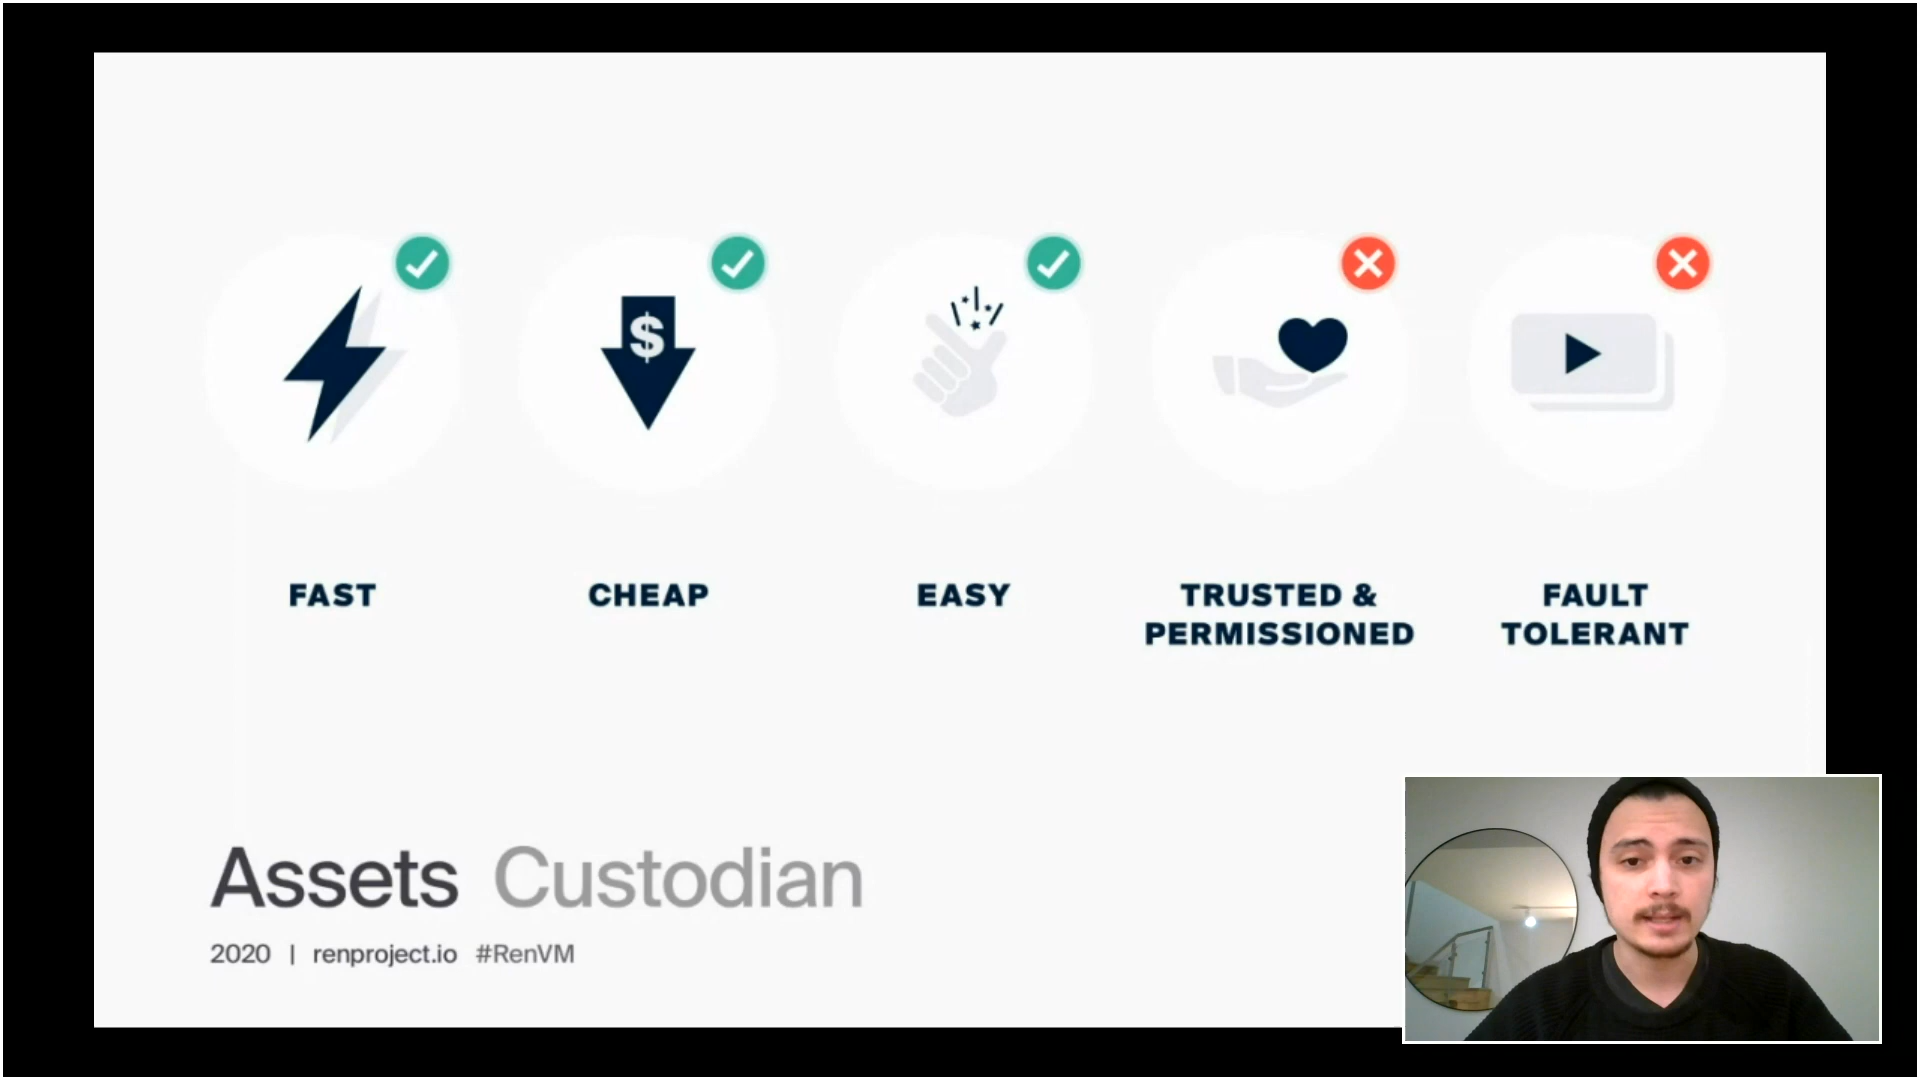 $
FAST
CHEAP
EASY
TRUSTED &
PERMISSIONED
FAULT
TOLERANT
Assets Custodian
2020 | renproject.io #RenVM